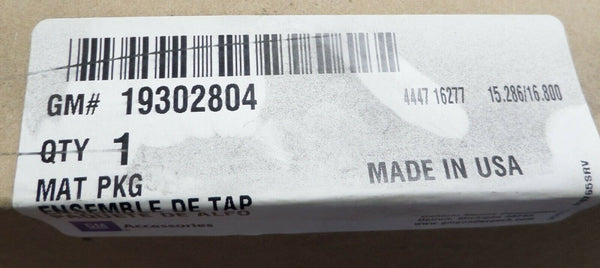 GM# 19302804
4447 16277 15.286/16.800
QTY 1
MADE IN USA
MAT PKG
ENSEMBLE DE TAP
GM Accessories